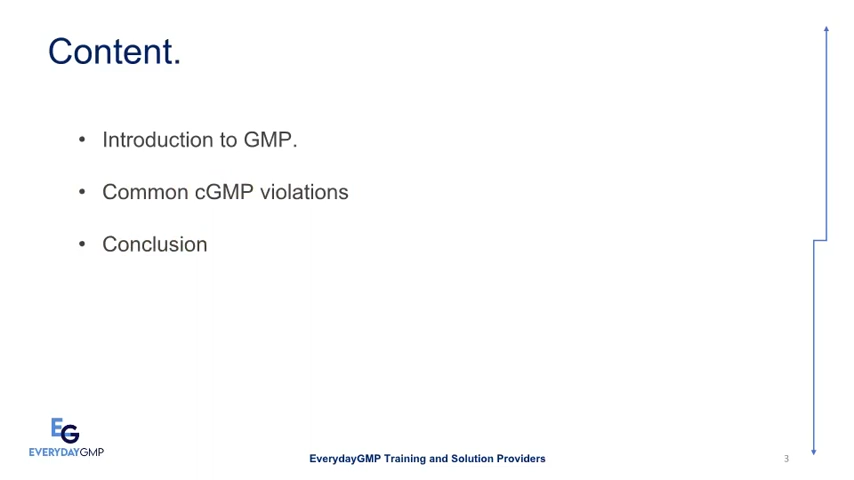 Content.
• Introduction to GMP.
• Common cGMP violations
• Conclusion
EG
EVERYDAYGMP
EverydayGMP Training and Solution Providers
3